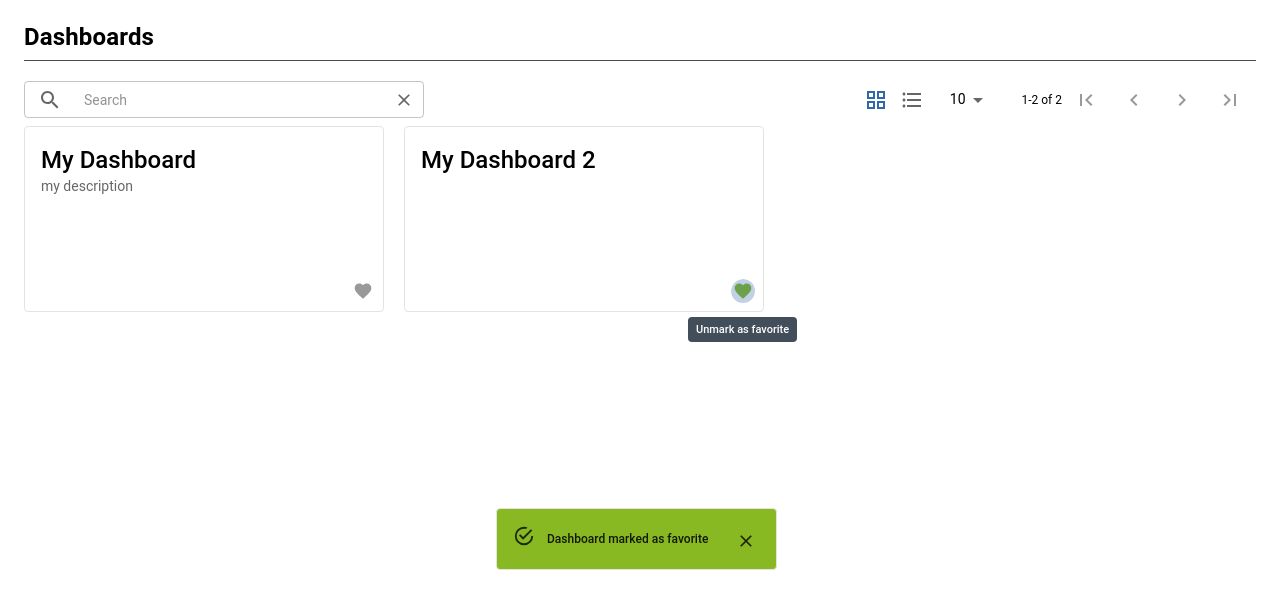 Dashboards
Search
10
1-2 of 2
My Dashboard
my description
My Dashboard 2
Unmark as favorite
Dashboard marked as favorite